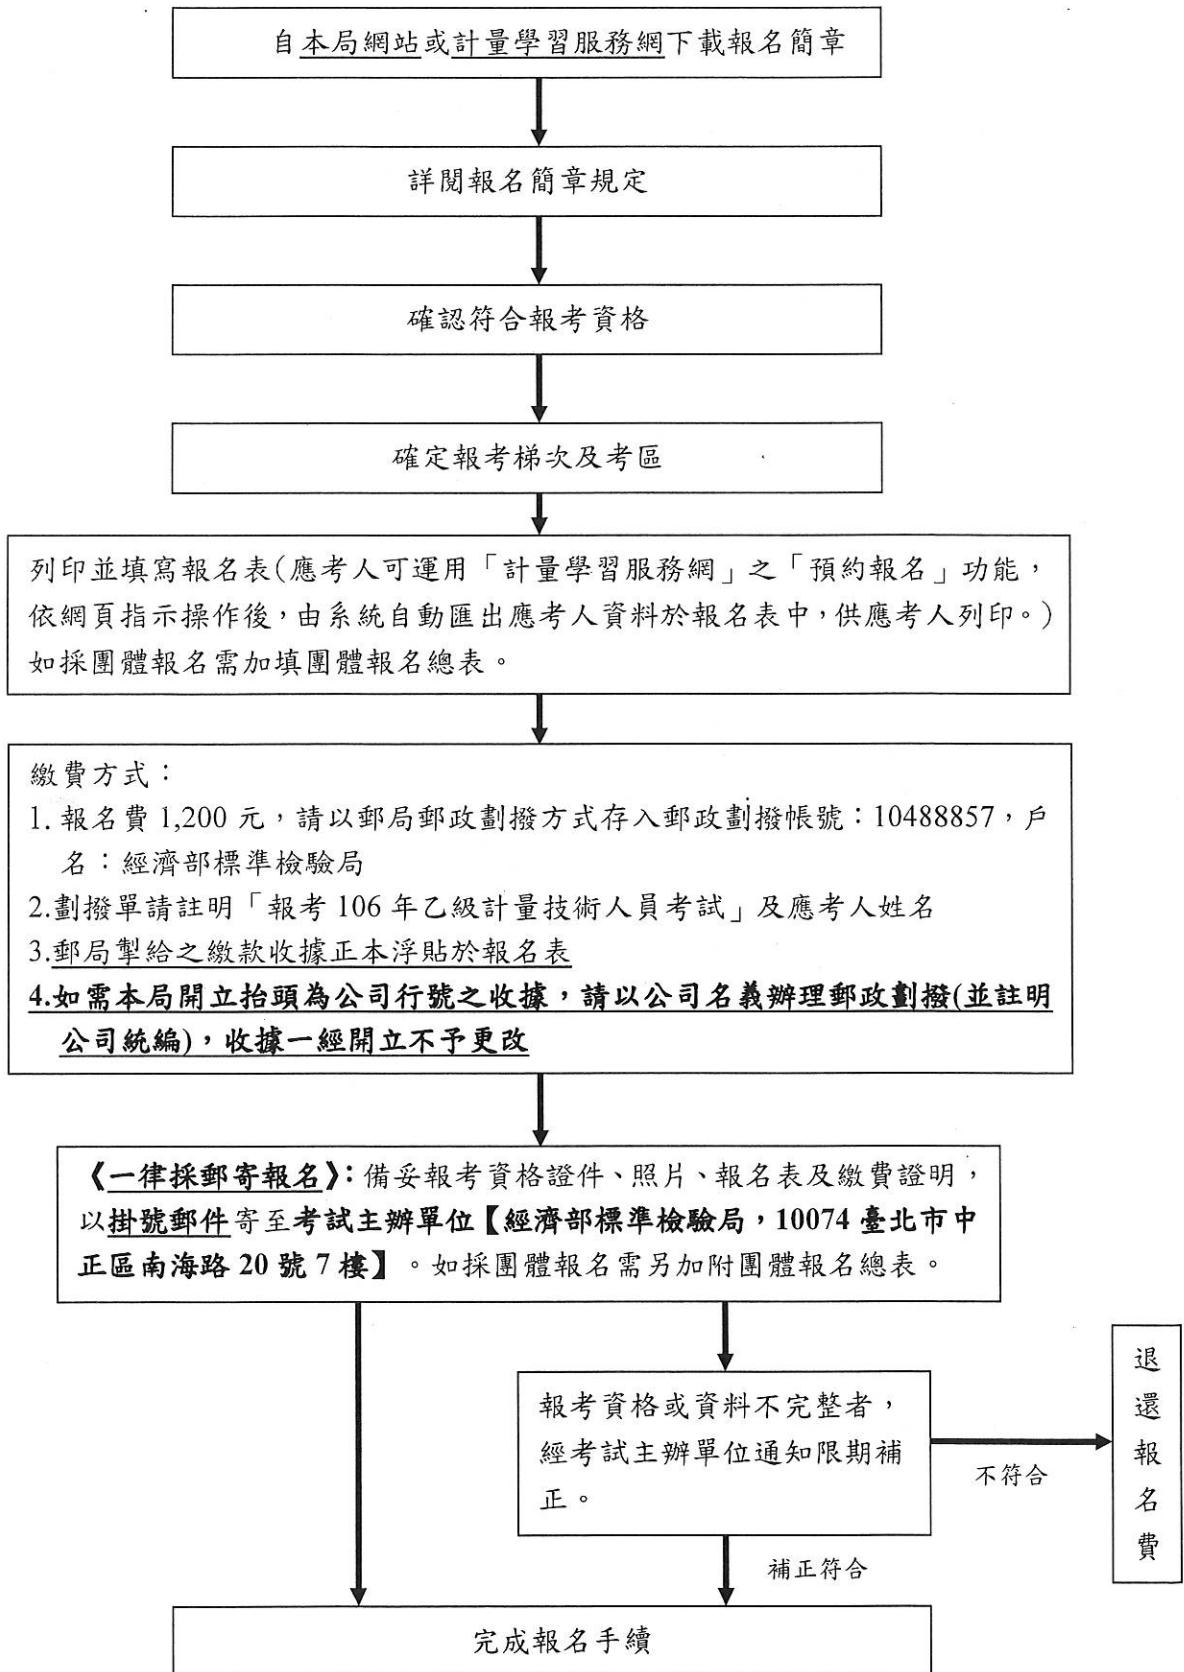 自本局網站或計量學習服務網下載報名簡章
詳閱報名簡章規定
確認符合報考資格
確定報考梯次及考區
列印並填寫報名表(應考人可運用「計量學習服務網」之「預約報名」功能，
依網頁指示操作後，由系統自動匯出應考人資料於報名表中，供應考人列印。)
如採團體報名需加填團體報名總表。
繳費方式：
1. 報名費 1,200 元，請以郵局郵政劃撥方式存入郵政劃撥帳號：10488857，戶
名：經濟部標準檢驗局
2.劃撥單請註明「報考 106 年乙級計量技術人員考試」及應考人姓名
3.郵局掣給之繳款收據正本浮貼於報名表
4.如需本局開立抬頭為公司行號之收據，請以公司名義辦理郵政劃撥(並註明
公司統編)，收據一經開立不予更改
《一律採郵寄報名》：備妥報考資格證件、照片、報名表及繳費證明，
以掛號郵件寄至考試主辦單位【經濟部標準檢驗局，10074 臺北市中
正區南海路 20 號 7 樓】。如採團體報名需另加附團體報名總表。
報考資格或資料不完整者，
經考試主辦單位通知限期補
正。
不符合
退還報名費
補正符合
完成報名手續